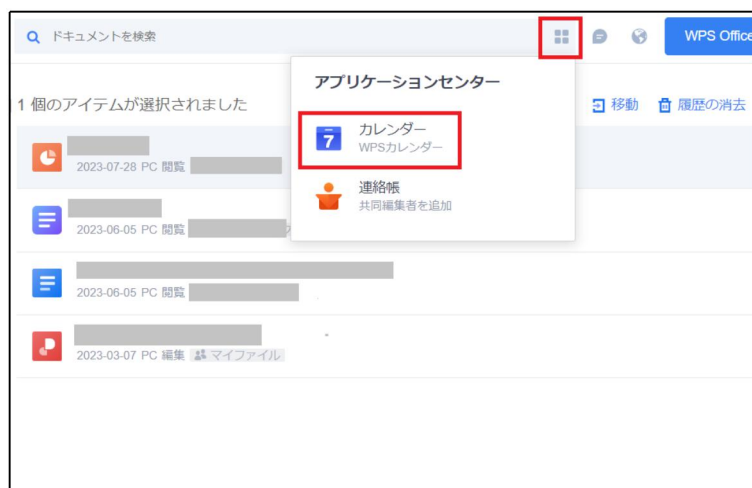 ドキュメントを検索
WPS Office
アプリケーションセンター
1 個のアイテムが選択されました
移動
履歴の消去
7
カレンダー
WPSカレンダー
2023-07-28 PC 閲覧
連絡帳
共同編集者を追加
2023-06-05 PC 閲覧
2023-06-05 PC 閲覧
2023-03-07 PC 編集 マイファイル